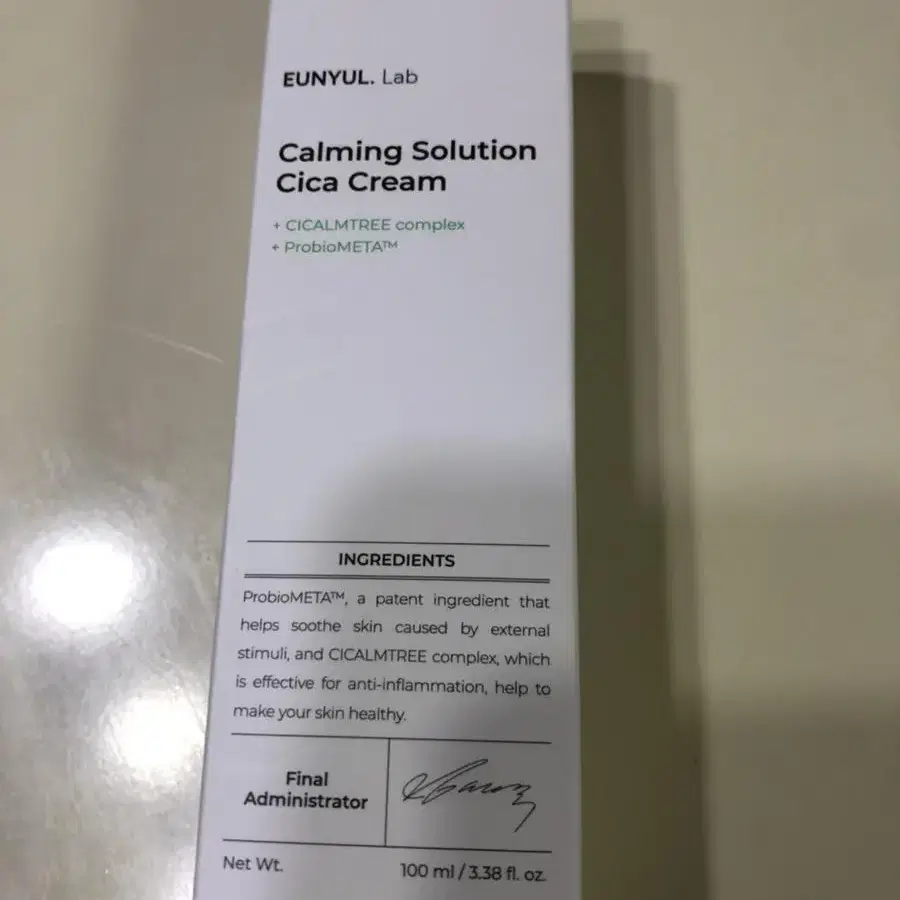 EUNYUL. Lab
Calming Solution
Cica Cream
+ CICALMTREE complex
+ ProbioMETA™
INGREDIENTS
ProbioMETA™, a patent ingredient that
helps soothe skin caused by external
stimuli, and CICALMTREE complex, which
is effective for anti-inflammation, help to
make your skin healthy.
Final
Administrator
Net Wt.
100 ml / 3.38 fl. oz.